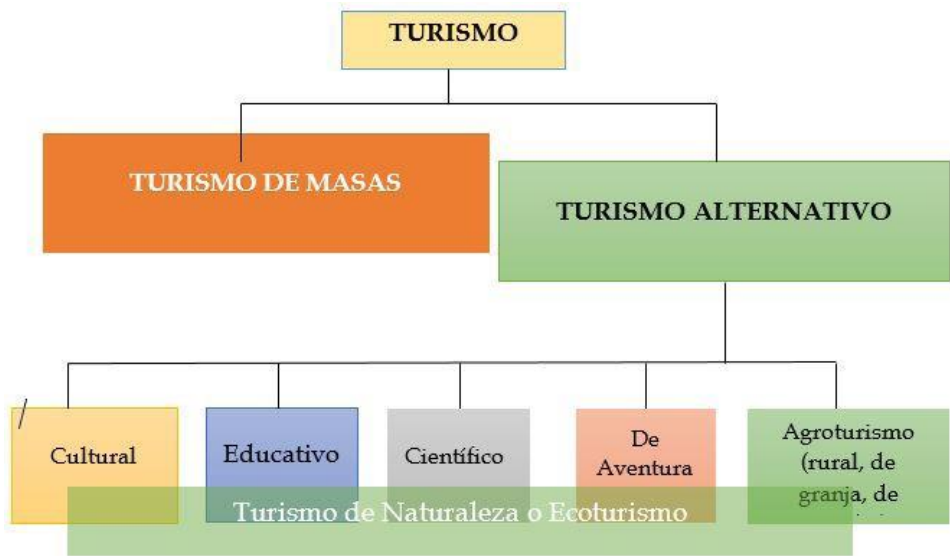 TURISMO
TURISMO DE MASAS
TURISMO ALTERNATIVO
Cultural
Educativo
Científico
De
Aventura
Agroturismo
(rural, de
granja, de
Turismo de Naturaleza o Ecoturismo